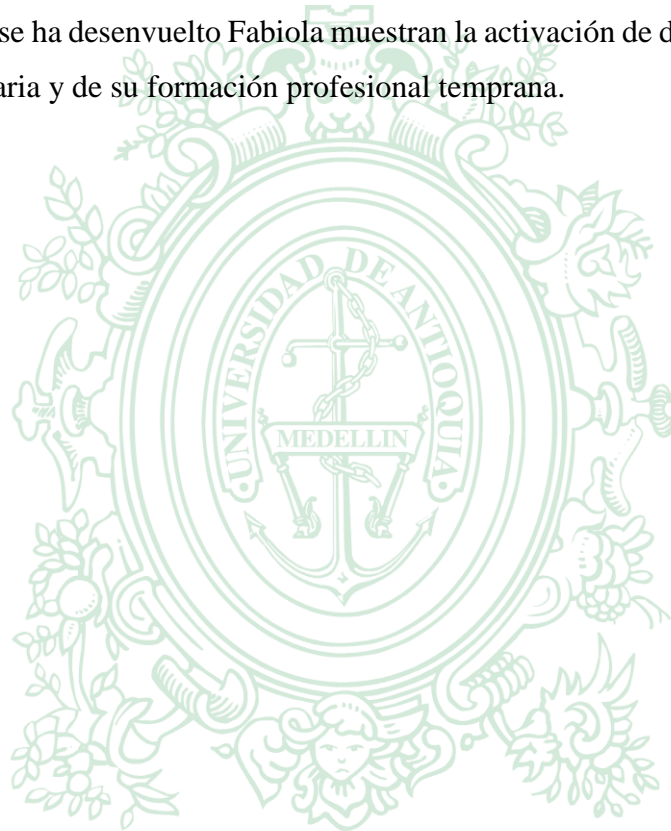 se ha desenvuelto Fabiola muestran la activación de d
aria y de su formación profesional temprana.
UNIVERSIDAD DE ANTIOQUIA
MEDELLIN